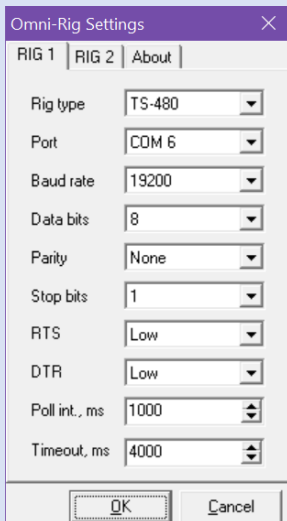 Omni-Rig Settings
RIG 1 RIG 2 About
Rig type TS-480
Port COM 6
Baud rate 19200
Data bits 8
Parity None
Stop bits 1
RTS Low
DTR Low
Poll int., ms 1000
Timeout, ms 4000
OK Cancel